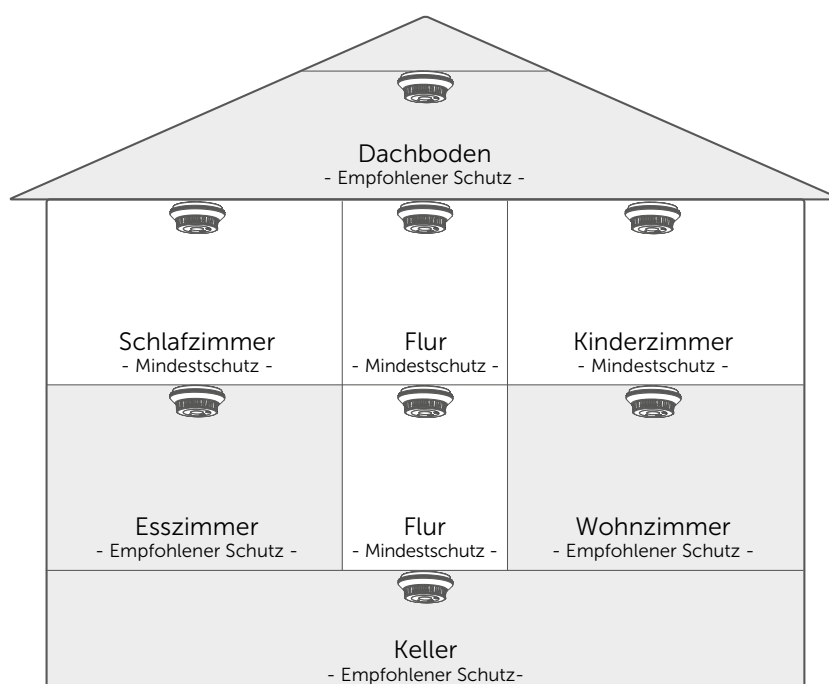 Dachboden
- Empfohlener Schutz -
Schlafzimmer
- Mindestschutz -
Flur
- Mindestschutz -
Kinderzimmer
- Mindestschutz -
Esszimmer
- Empfohlener Schutz -
Flur
- Mindestschutz -
Wohnzimmer
- Empfohlener Schutz -
Keller
- Empfohlener Schutz-